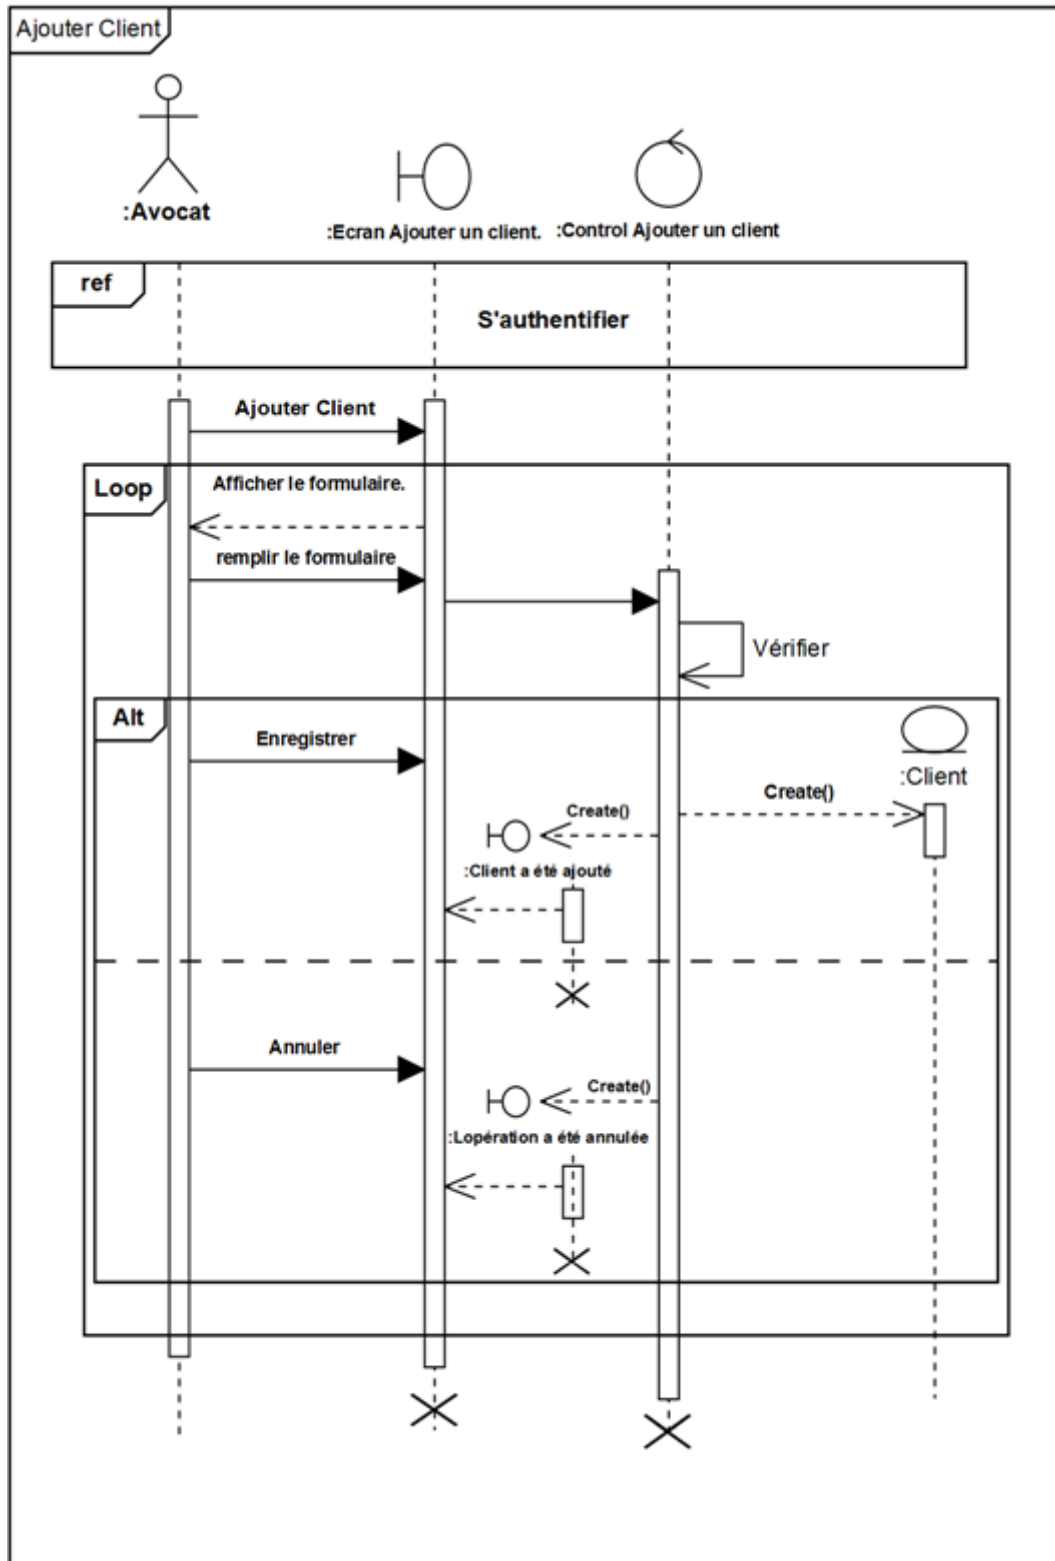 Ajouter Client
:Avocat
:Ecran Ajouter un client.
:Control Ajouter un client
ref
S'authentifier
Ajouter Client
Loop
Afficher le formulaire.
remplir le formulaire
Vérifier
Alt
Enregistrer
:Client
Create()
Create()
:Client a été ajouté
Annuler
Create()
:Lopération a été annulée